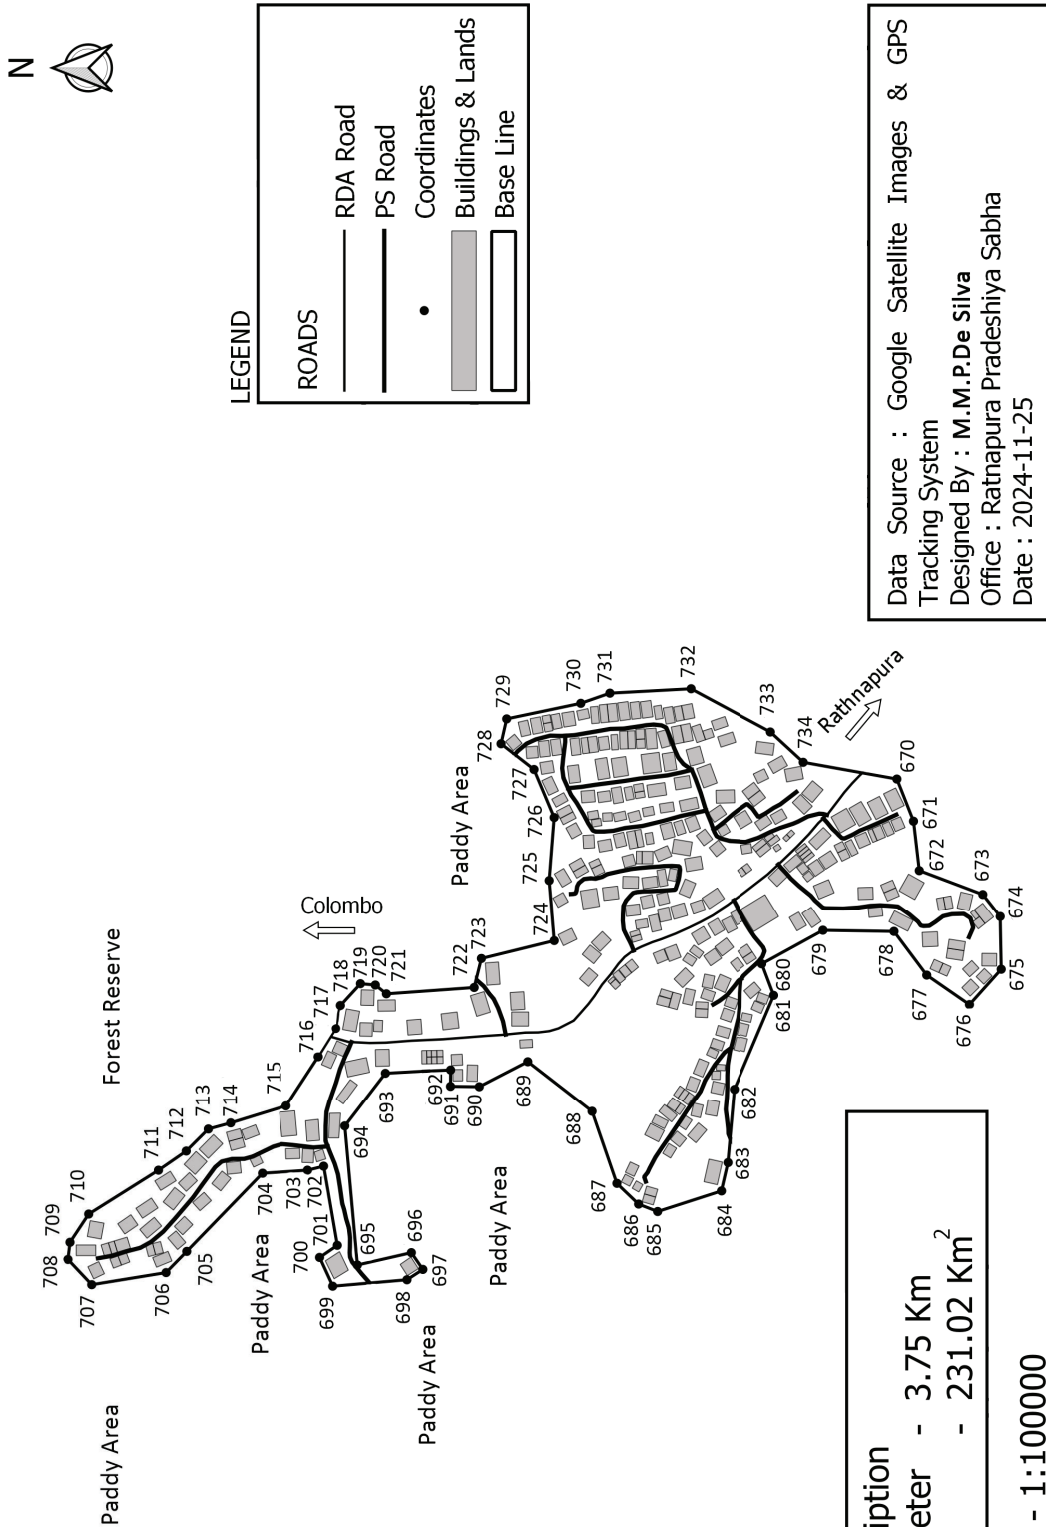 N
LEGEND
ROADS
RDA Road
PS Road
Coordinates
Buildings & Lands
Base Line
Data Source : Google Satellite Images & GPS
Tracking System
Designed By : M.M.P.De Silva
Office : Ratnapura Pradeshiya Sabha
Date : 2024-11-25
Forest Reserve
Colombo
Rathnapura
Paddy Area
Paddy Area
Paddy Area
Paddy Area
Paddy Area
670
671
672
673
674
675
676
677
678
679
680
681
682
683
684
685
686
687
688
689
690
691
692
693
694
695
696
697
698
699
700
701
702
703
704
705
706
707
708
709
710
711
712
713
714
715
716
717
718
719
720
721
722
723
724
725
726
727
728
729
730
731
732
733
734
iption
eter - 3.75 Km
- 231.02 Km²
- 1:100000